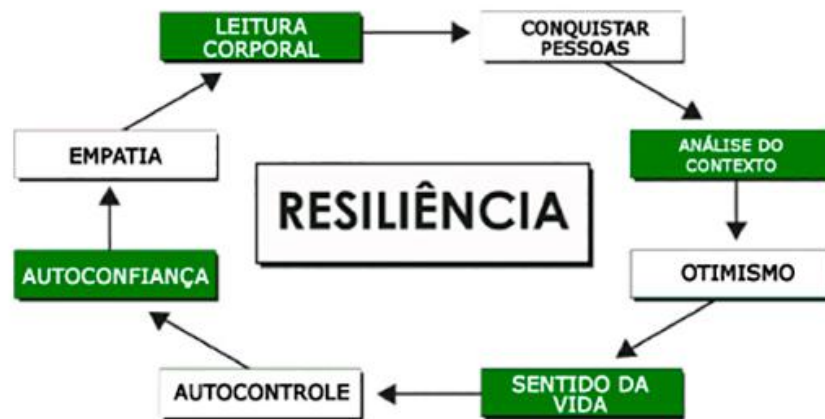 LEITURA
CORPORAL
CONQUISTAR
PESSOAS
ANÁLISE DO
CONTEXTO
OTIMISMO
SENTIDO DA
VIDA
AUTOCONTROLE
AUTOCONFIANÇA
EMPATIA
RESILIÊNCIA